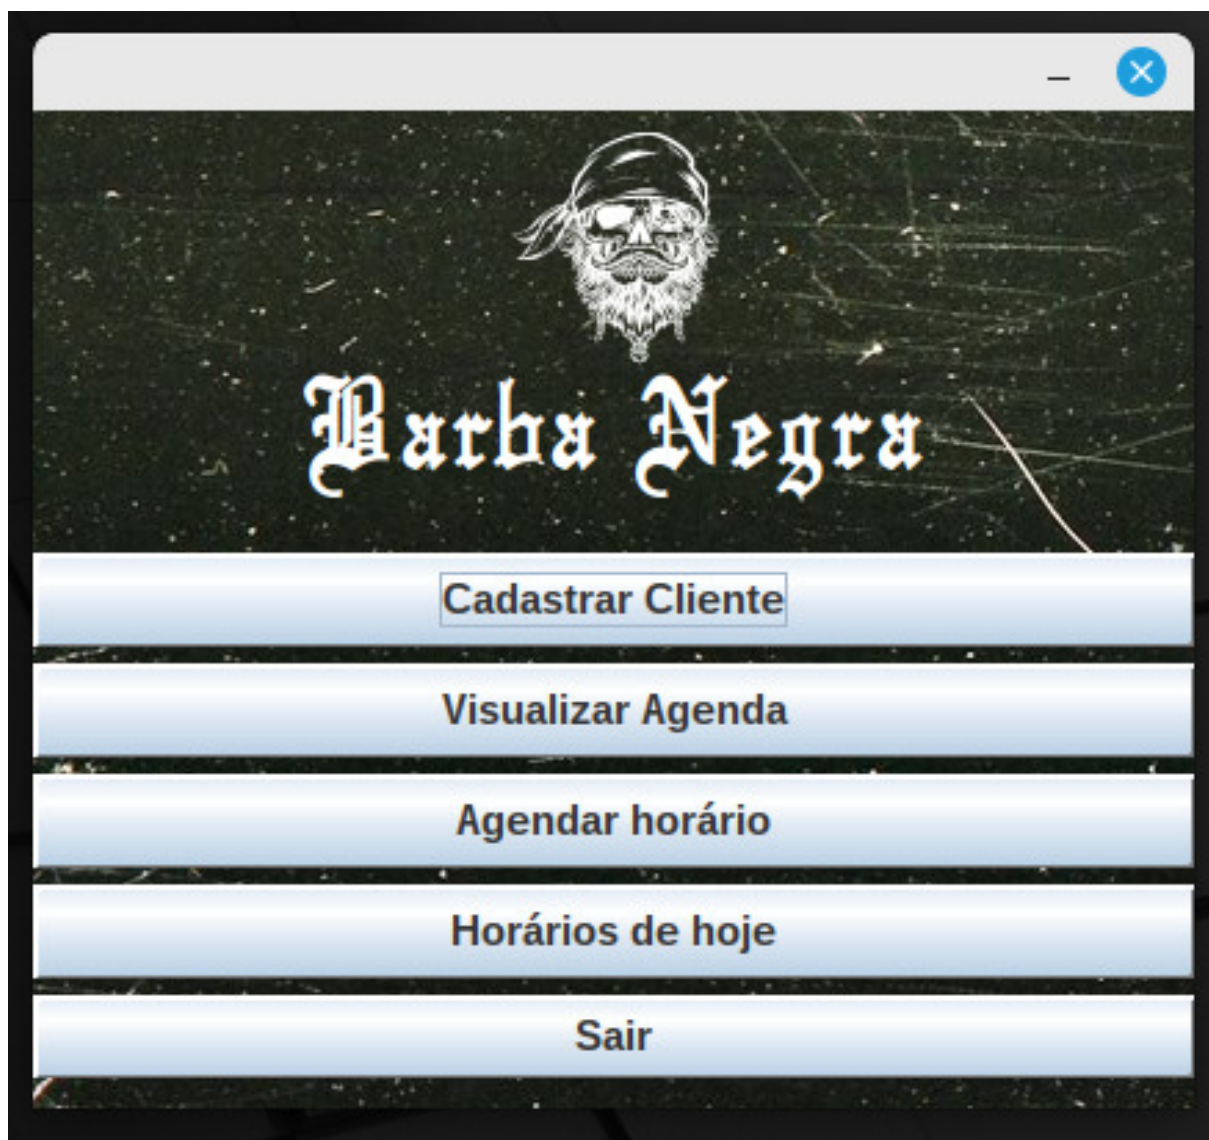 Barba Negra
Cadastrar Cliente
Visualizar Agenda
Agendar horário
Horários de hoje
Sair